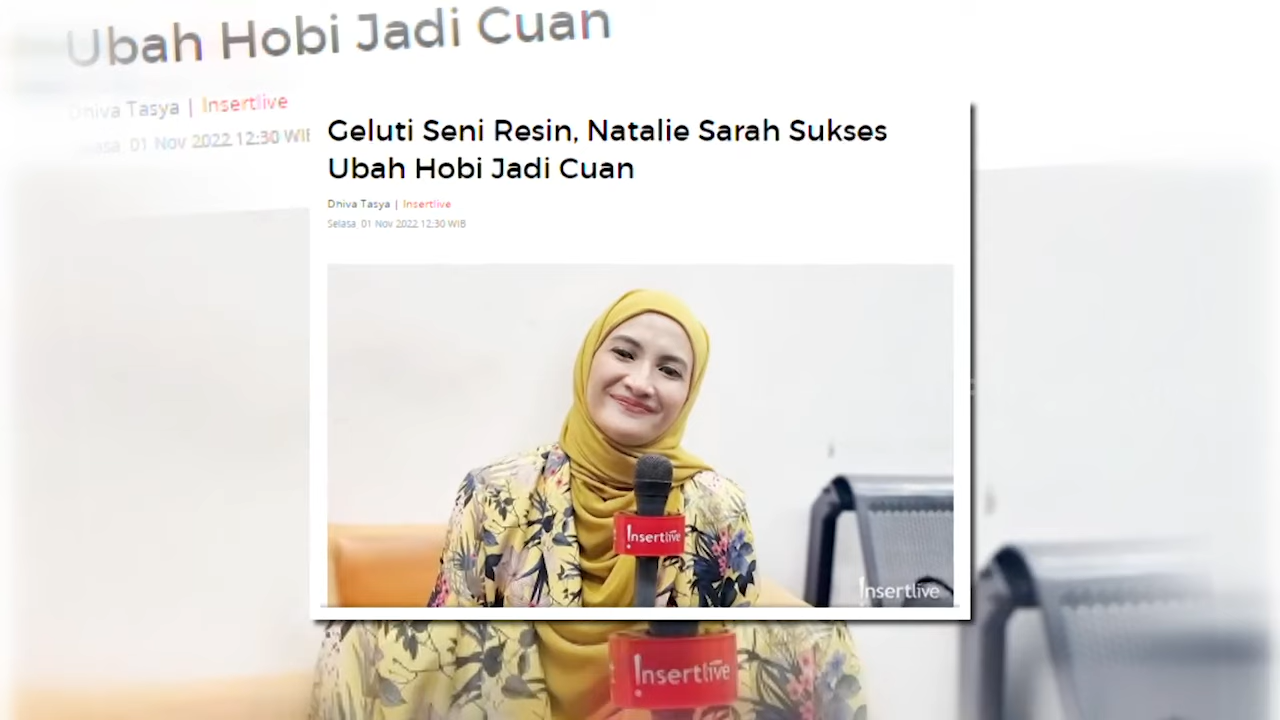 Ubah Hobi Jadi Cuan
Dhiva Tasya | Insertlive
Selasa 01 Nov 2022 12:30 WIB
Geluti Seni Resin, Natalie Sarah Sukses
Ubah Hobi Jadi Cuan
Dhiva Tasya | Insertlive
Selasa 01 Nov 2022 12:30 WIB
Insertlive
Insertlive
Insertlive